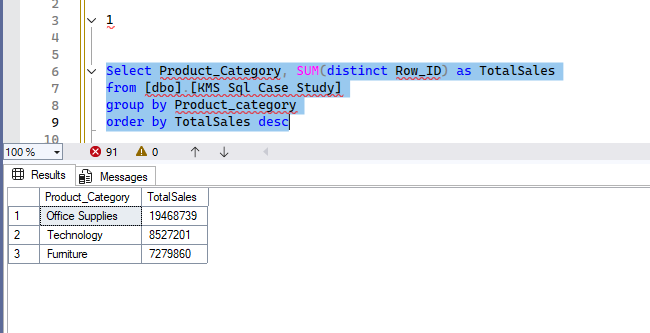 2
3
1
4
5
6
Select Product_Category, SUM(distinct Row_ID) as TotalSales
7
from [dbo].[KMS Sql Case Study]
8
group by Product_category
9
order by TotalSales desc
10
100 % 91 0
Results Messages
Product_Category TotalSales
1 Office Supplies 19468739
2 Technology 8527201
3 Furniture 7279860